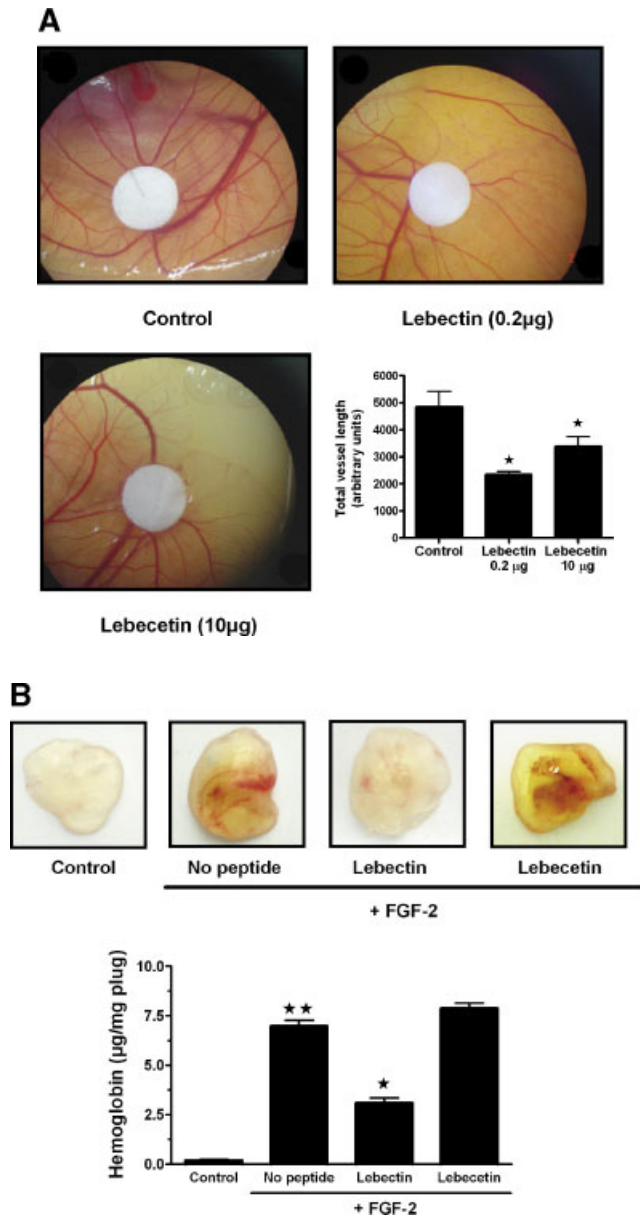 A
Control
Lebectin (0.2µg)
Lebecetin (10µg)
Total vessel length
(arbitrary units)
6000
5000
4000
3000
2000
1000
0
Control
Lebectin
0.2 µg
Lebecetin
10 µg
B
Control
No peptide
Lebectin
Lebecetin
+ FGF-2
Hemoglobin (µg/mg plug)
10.0
7.5
5.0
2.5
0.0
Control
No peptide
Lebectin
Lebecetin
+ FGF-2